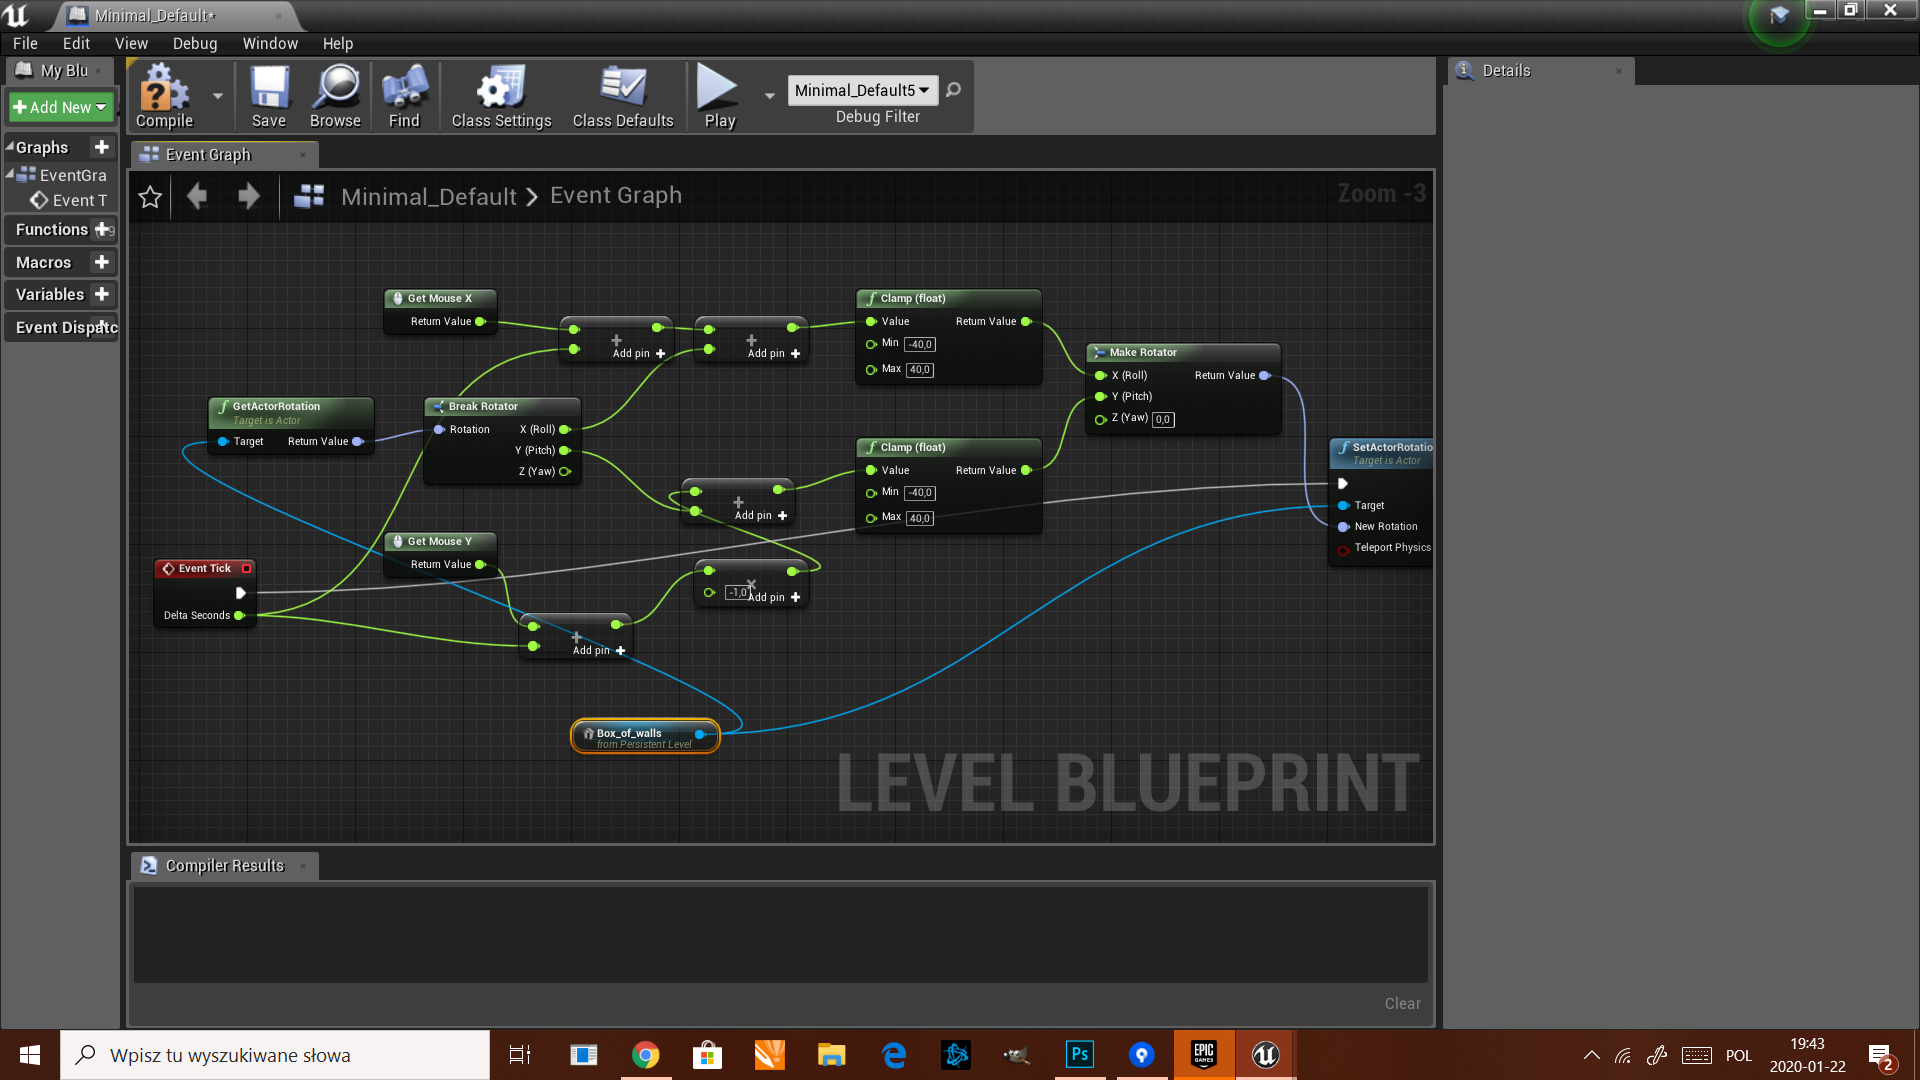 Minimal_Default*
File Edit View Debug Window Help
My Blu
Add New
Compile
Save
Browse
Find
Class Settings
Class Defaults
Play
Minimal_Default5
Debug Filter
Details
Graphs
EventGra
Event T
Functions
Macros
Variables
Event Dispatc
Event Graph
Minimal_Default > Event Graph
Zoom -3
Get Mouse X
Return Value
Add pin +
Add pin +
Clamp (float)
Value Return Value
Min -40,0
Max 40,0
Make Rotator
X (Roll) Return Value
Y (Pitch)
Z (Yaw) 0,0
GetActorRotation
Target is Actor
Target Return Value
Break Rotator
Rotation X (Roll)
Y (Pitch)
Z (Yaw)
Clamp (float)
Value Return Value
Min -40,0
Max 40,0
SetActorRotatio
Target is Actor
Target
New Rotation
Teleport Physics
Add pin +
Get Mouse Y
Return Value
Event Tick
Delta Seconds
-1,0
Add pin +
Add pin +
Box_of_walls
from Persistent Level
LEVEL BLUEPRINT
Compiler Results
Clear
Wpisz tu wyszukiwane słowa
Ps
EPIC
GAMES
POL
19:43
2020-01-22
2